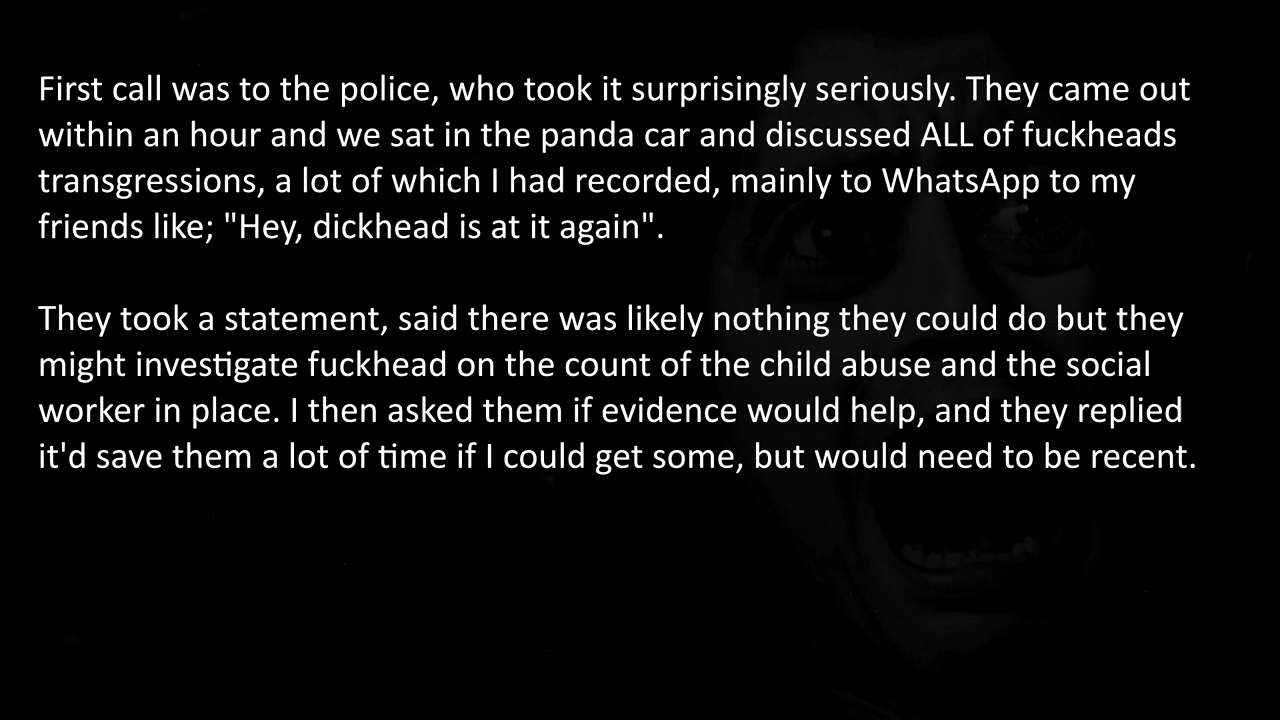 First call was to the police, who took it surprisingly seriously. They came out
within an hour and we sat in the panda car and discussed ALL of fuckheads
transgressions, a lot of which I had recorded, mainly to WhatsApp to my
friends like; "Hey, dickhead is at it again".
They took a statement, said there was likely nothing they could do but they
might investigate fuckhead on the count of the child abuse and the social
worker in place. I then asked them if evidence would help, and they replied
it'd save them a lot of time if I could get some, but would need to be recent.